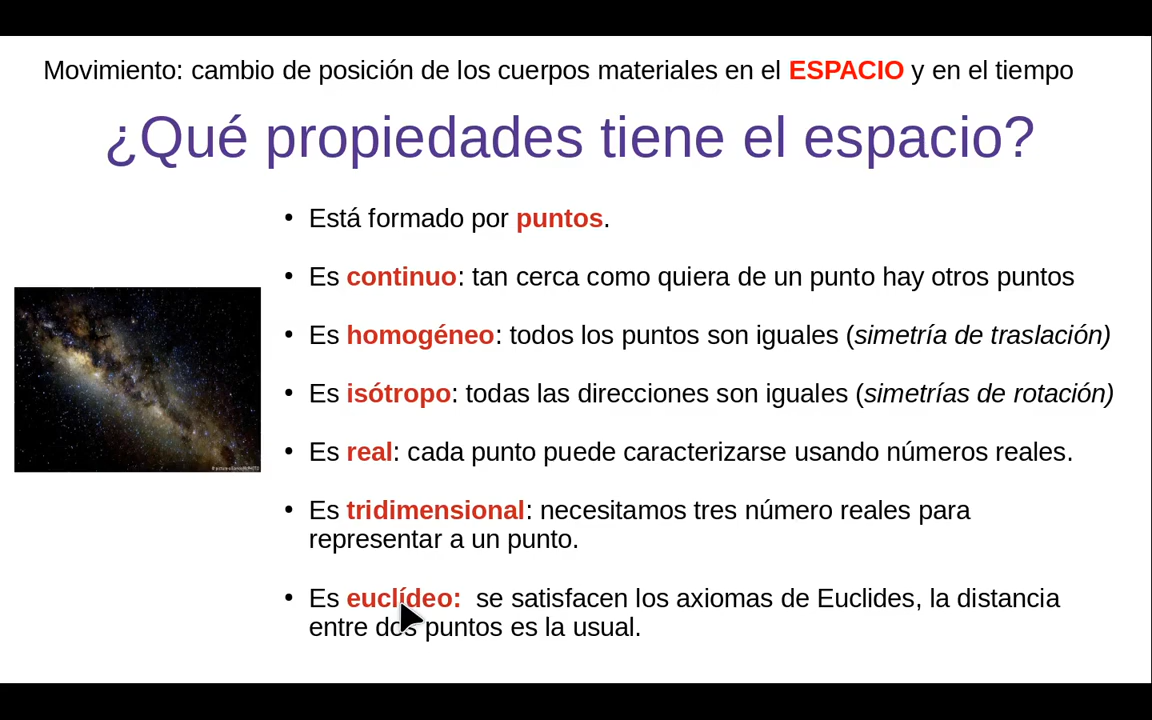 Movimiento: cambio de posición de los cuerpos materiales en el ESPACIO y en el tiempo
¿Qué propiedades tiene el espacio?
• Está formado por puntos.
• Es continuo: tan cerca como quiera de un punto hay otros puntos
• Es homogéneo: todos los puntos son iguales (simetría de traslación)
• Es isótropo: todas las direcciones son iguales (simetrías de rotación)
• Es real: cada punto puede caracterizarse usando números reales.
• Es tridimensional: necesitamos tres número reales para
representar a un punto.
• Es euclídeo: se satisfacen los axiomas de Euclides, la distancia
entre dos puntos es la usual.